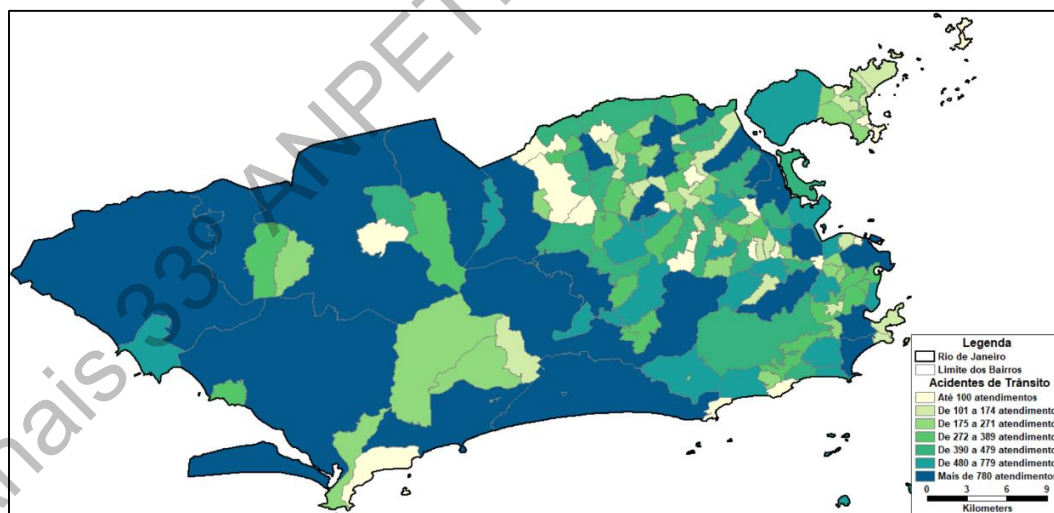 nais 33º ANPET
Legenda
Rio de Janeiro
Limite dos Bairros
Acidentes de Trânsito
Até 100 atendimentos
De 101 a 174 atendimento
De 175 a 271 atendimento
De 272 a 389 atendimento
De 390 a 479 atendimento
De 480 a 779 atendimento
Mais de 780 atendimentos
0 3 6 9
Kilometers